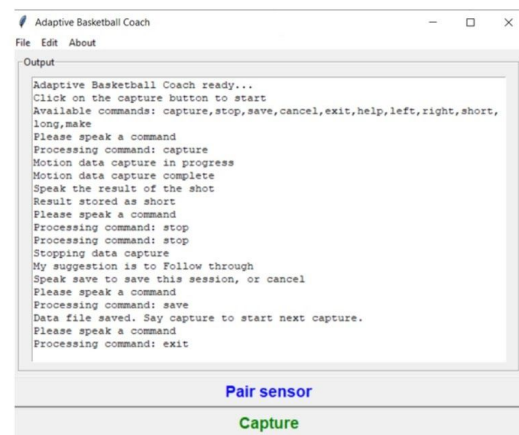 Adaptive Basketball Coach
File Edit About
Output
Adaptive Basketball Coach ready...
Click on the capture button to start
Available commands: capture,stop,save,cancel,exit,help,left,right,short,
long,make
Please speak a command
Processing command: capture
Motion data capture in progress
Motion data capture complete
Speak the result of the shot
Result stored as short
Please speak a command
Processing command: stop
Processing command: stop
Stopping data capture
My suggestion is to Follow through
Speak save to save this session, or cancel
Please speak a command
Processing command: save
Data file saved. Say capture to start next capture.
Please speak a command
Processing command: exit
Pair sensor
Capture